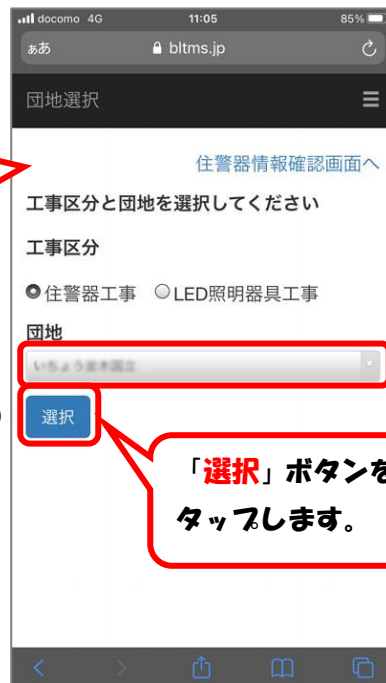 docomo 4G 11:05 85%
ぁあ bltms.jp
団地選択
住警器情報確認画面へ
工事区分と団地を選択してください
工事区分
住警器工事 LED照明器具工事
団地
選択
「選択」ボタンを
タップします。